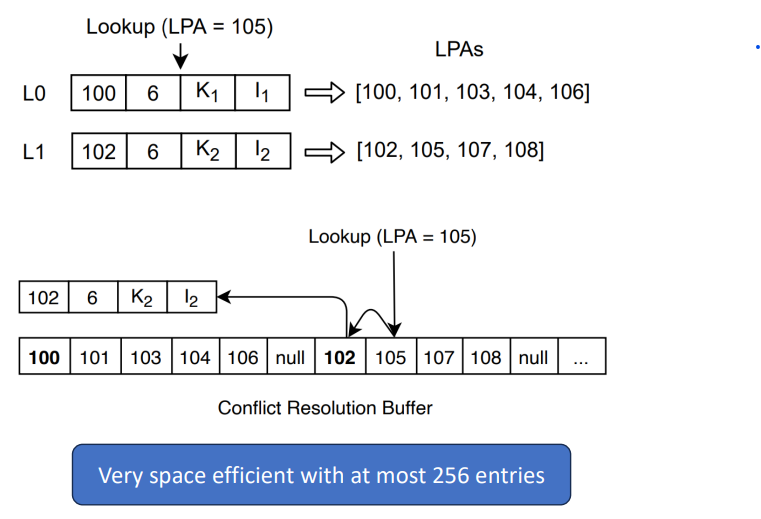 Lookup (LPA = 105)
LPAs
L0 100 6 K1 I1 [100, 101, 103, 104, 106]
L1 102 6 K2 I2 [102, 105, 107, 108]
Lookup (LPA = 105)
102 6 K2 I2
100 101 103 104 106 null 102 105 107 108 null ...
Conflict Resolution Buffer
Very space efficient with at most 256 entries